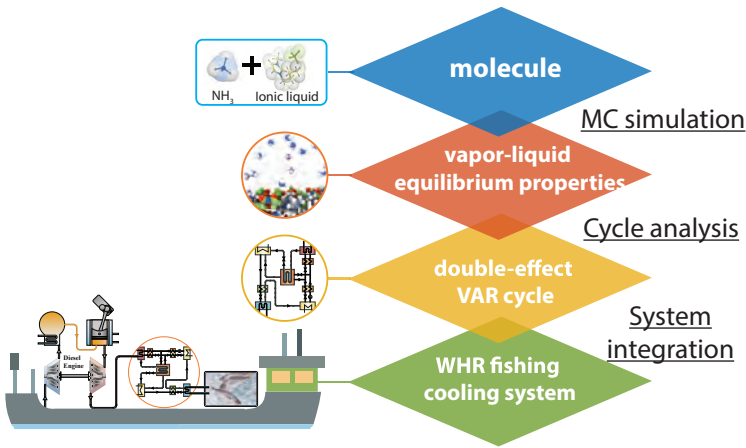 molecule
NH3
Ionic liquid
MC simulation
vapor-liquid
equilibrium properties
Cycle analysis
double-effect
VAR cycle
System
integration
WHR fishing
cooling system
Diesel
Engine